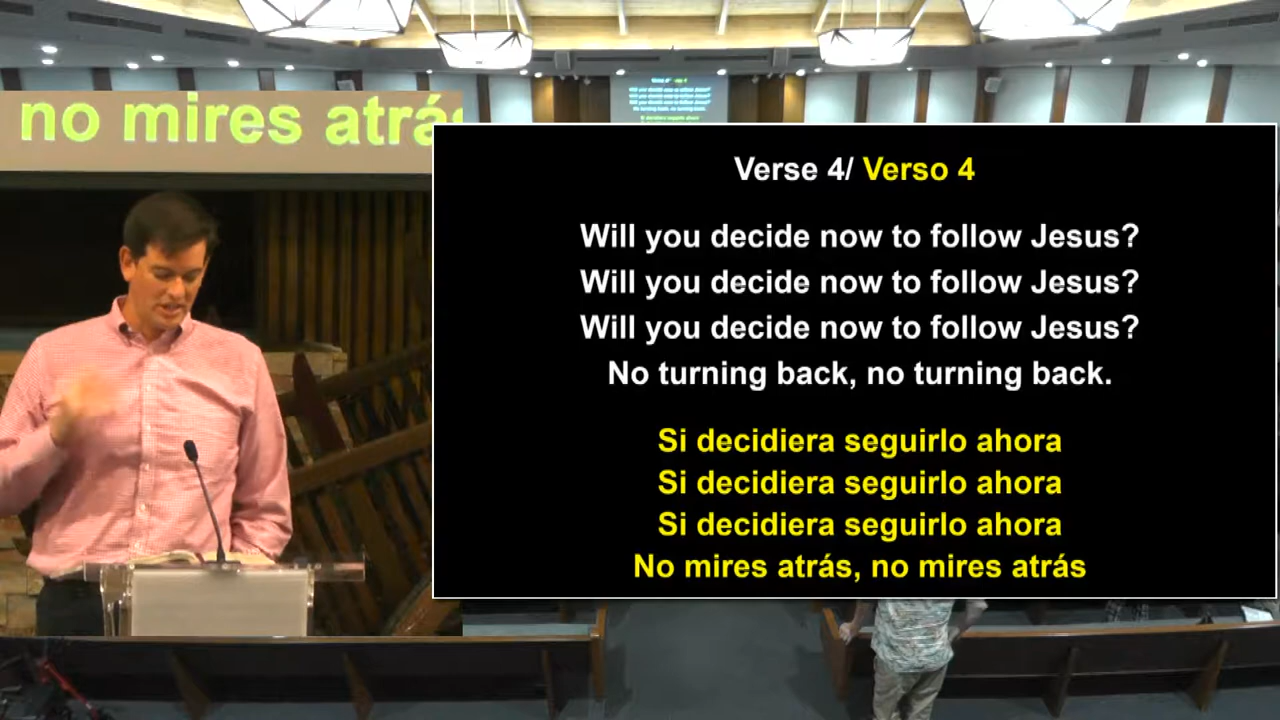 no mires atrás
Verse 4/ Verso 4
Will you decide now to follow Jesus?
Will you decide now to follow Jesus?
Will you decide now to follow Jesus?
No turning back, no turning back.
Si decidiera seguirlo ahora
Si decidiera seguirlo ahora
Si decidiera seguirlo ahora
No mires atrás, no mires atrás